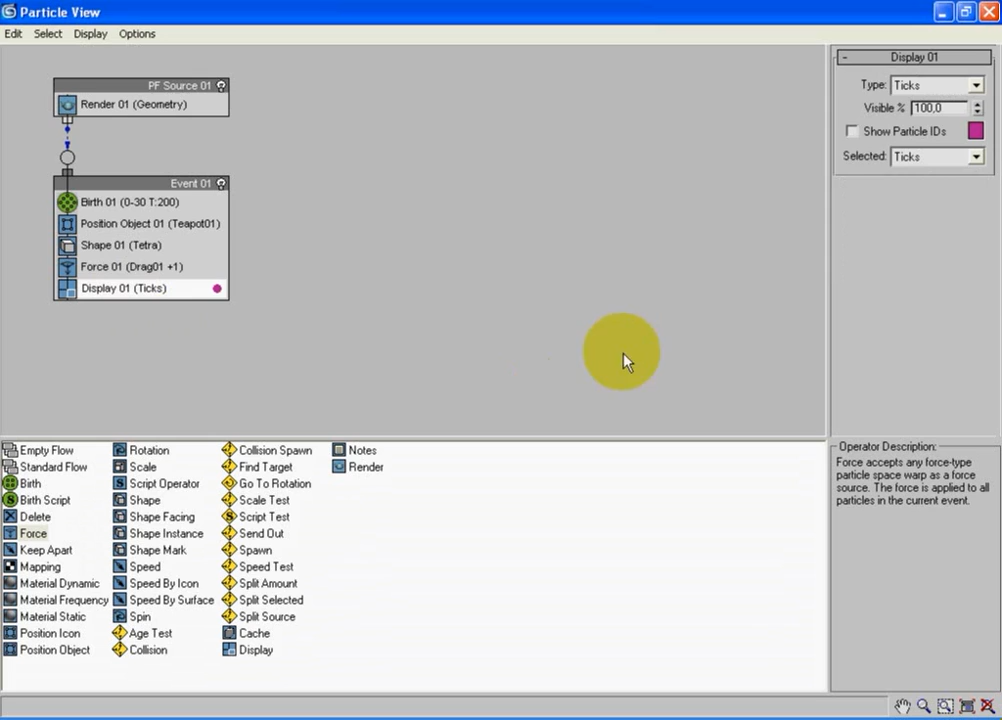 Particle View
Edit Select Display Options
PF Source 01
Render 01 (Geometry)
Event 01
Birth 01 (0-30 T:200)
Position Object 01 (Teapot01)
Shape 01 (Tetra)
Force 01 (Drag01 +1)
Display 01 (Ticks)
- Display 01
Type: Ticks
Visible % 100,0
Show Particle IDs
Selected: Ticks
Empty Flow
Standard Flow
Birth
Birth Script
Delete
Force
Keep Apart
Mapping
Material Dynamic
Material Frequency
Material Static
Position Icon
Position Object
Rotation
Scale
Script Operator
Shape
Shape Facing
Shape Instance
Shape Mark
Speed
Speed By Icon
Speed By Surface
Spin
Age Test
Collision
Collision Spawn
Find Target
Go To Rotation
Scale Test
Script Test
Send Out
Spawn
Speed Test
Split Amount
Split Selected
Split Source
Cache
Display
Notes
Render
Operator Description:
Force accepts any force-type
particle space warp as a force
source. The force is applied to all
particles in the current event.